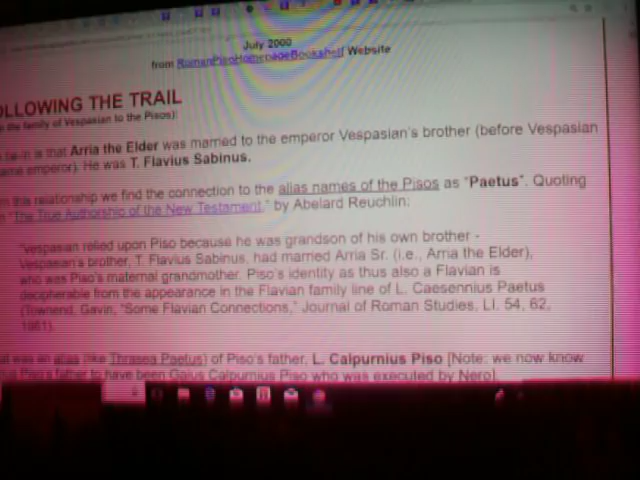 July 2000
from RomanPisoHomepageBookshelf Website
OLLOWING THE TRAIL
the family of Vespasian to the Pisos):
is that Arria the Elder was married to the emperor Vespasian's brother (before Vespasian
ame emperor). He was T. Flavius Sabinus.
m this relationship we find the connection to the alias names of the Pisos as "Paetus". Quoting
"The True Authorship of the New Testament," by Abelard Reuchlin:
"Vespasian relied upon Piso because he was grandson of his own brother -
Vespasian's brother, T. Flavius Sabinus, had married Arria Sr. (i.e., Arria the Elder),
who was Piso's maternal grandmother. Piso's identity as thus also a Flavian is
decipherable from the appearance in the Flavian family line of L. Caesennius Paetus
(Townend, Gavin, "Some Flavian Connections," Journal of Roman Studies, LI. 54, 62,
1961).
at was an alias (like Thrasea Paetus) of Piso's father, L. Calpurnius Piso [Note: we now know
Piso's father to have been Gaius Calpurnius Piso who was executed by Nero].